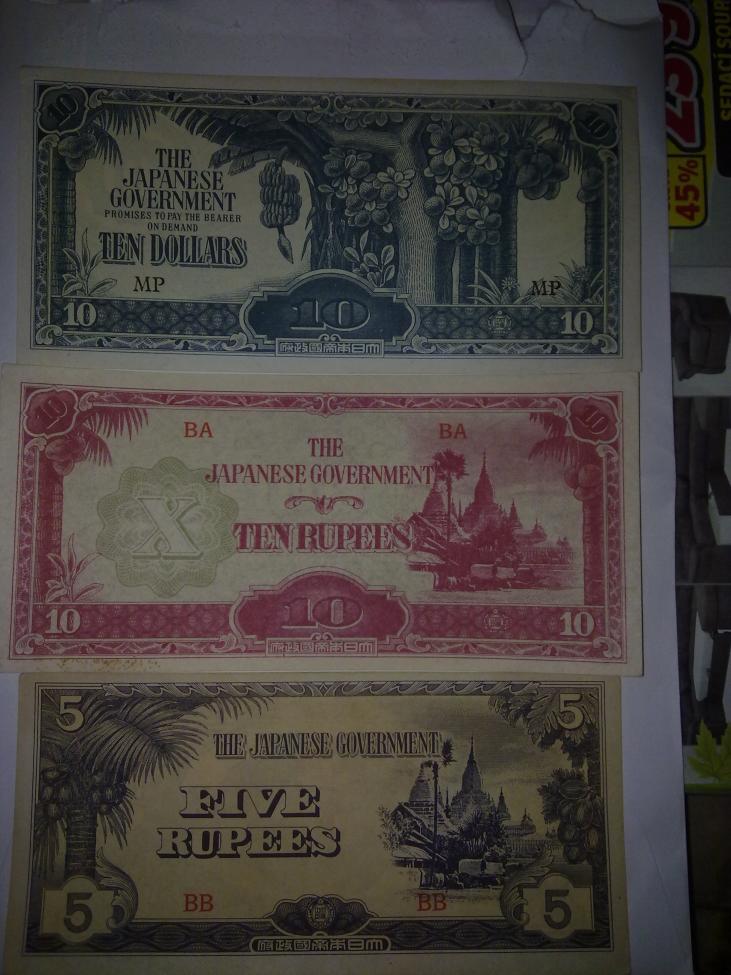 10 10
THE
JAPANESE
GOVERNMENT
PROMISES TO PAY THE BEARER
ON DEMAND
TEN DOLLARS
MP MP
10 10 10
府政國帝本日大
10 10
BA BA
THE
JAPANESE GOVERNMENT
X
TEN RUPEES
10 10 10
府政國帝本日大
5 5
THE JAPANESE GOVERNMENT
FIVE
RUPEES
BB BB
5 5
府政國帝本日大
45%
SEDACÍ SOUP